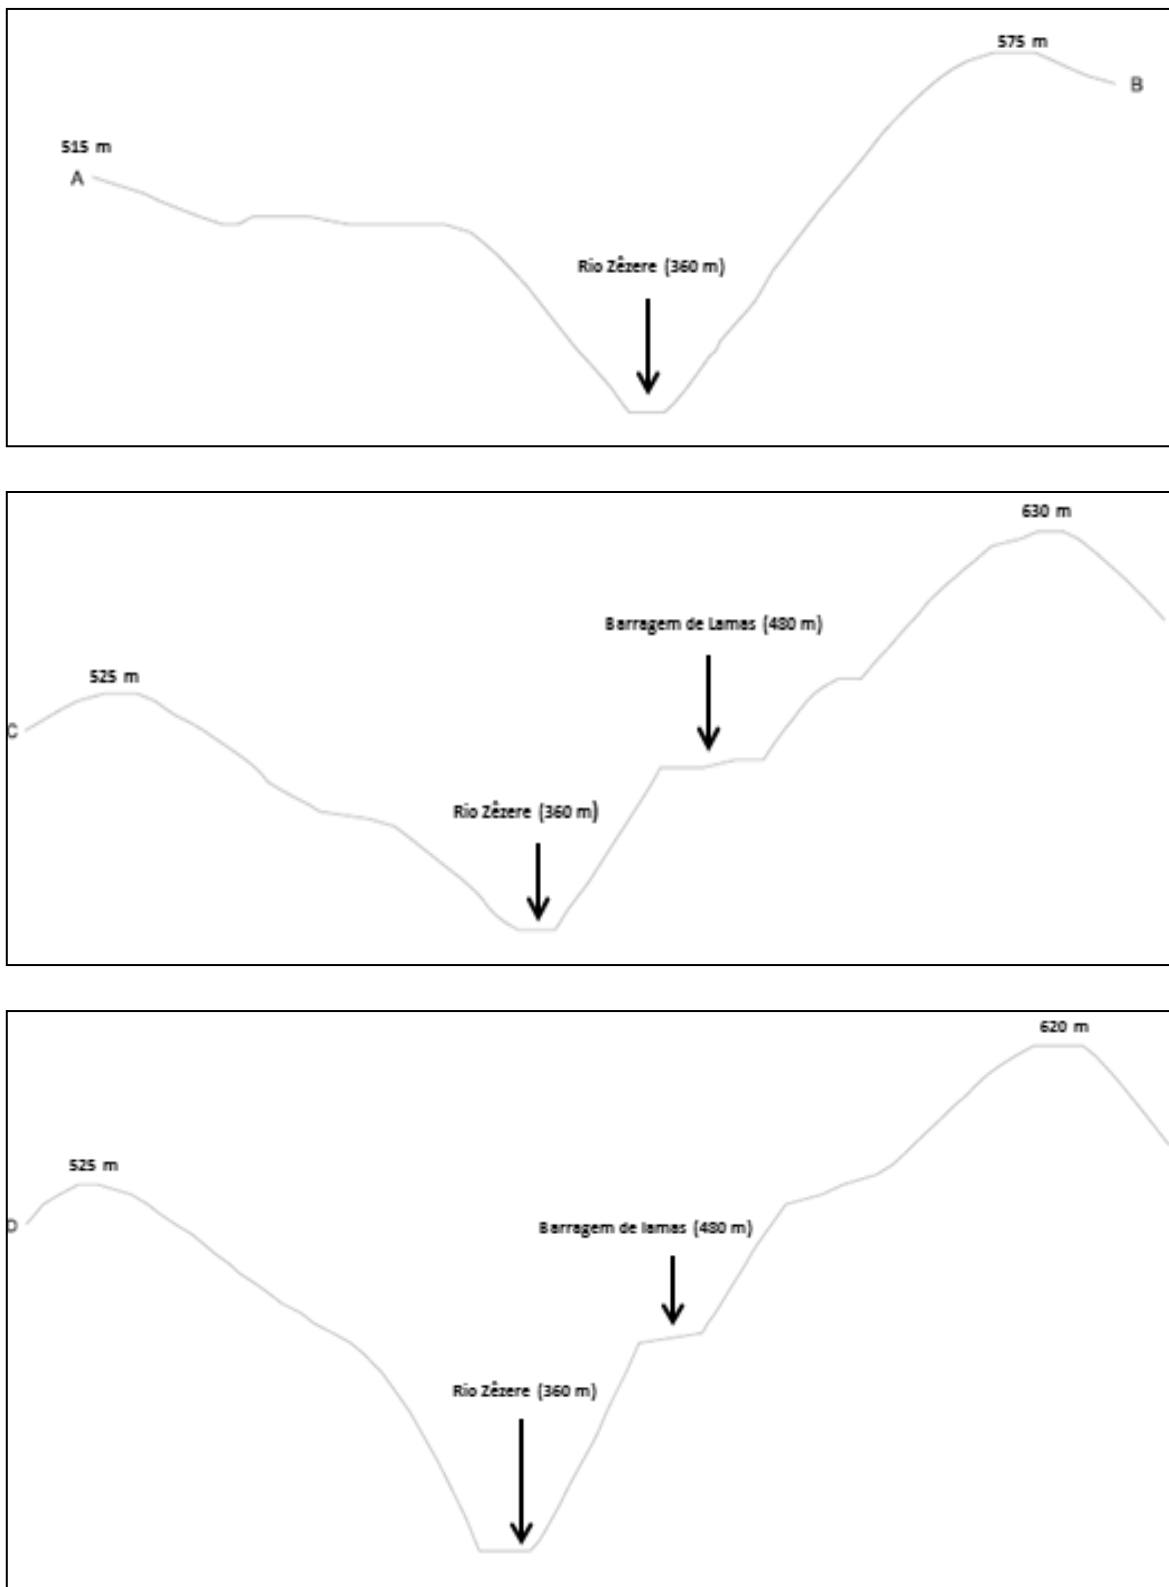 575 m
B
515 m
A
Rio Zêzere (360 m)
630 m
Barragem de Lamas (480 m)
525 m
C
Rio Zêzere (360 m)
620 m
525 m
D
Barragem de lamas (480 m)
Rio Zêzere (360 m)